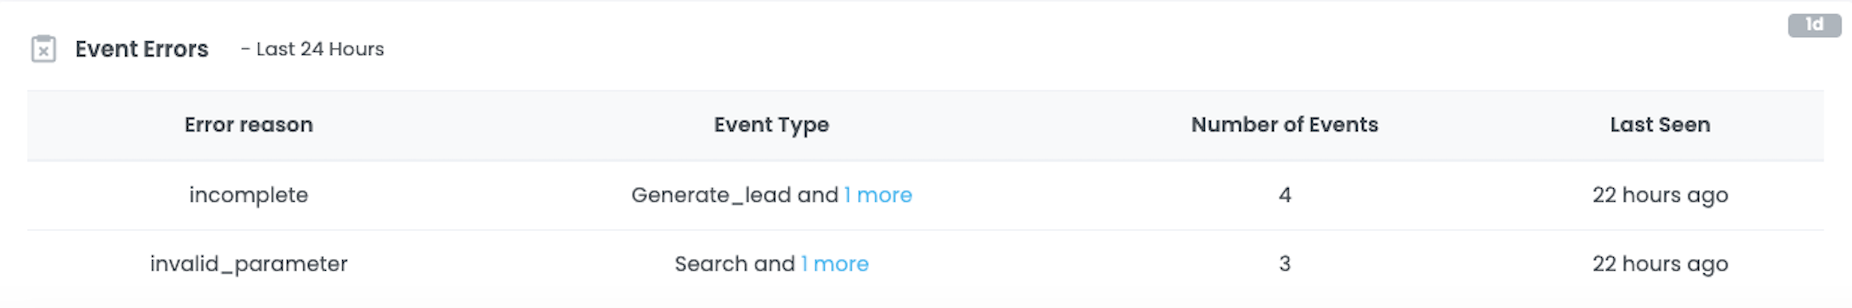 1d
Event Errors - Last 24 Hours
Error reason Event Type Number of Events Last Seen
incomplete Generate_lead and 1 more 4 22 hours ago
invalid_parameter Search and 1 more 3 22 hours ago